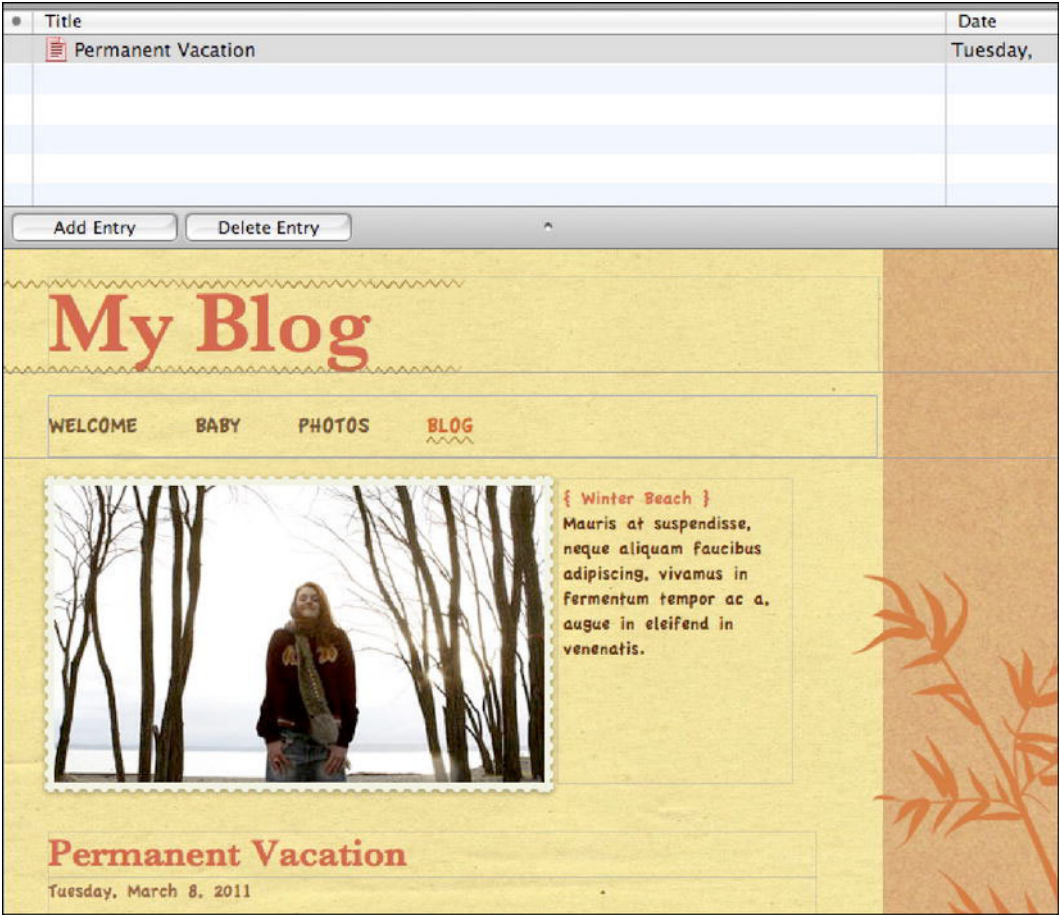 Title Date
Permanent Vacation Tuesday,
Add Entry Delete Entry
My Blog
WELCOME BABY PHOTOS BLOG
{ Winter Beach }
Mauris at suspendisse,
neque aliquam faucibus
adipiscing, vivamus in
fermentum tempor ac a,
augue in eleifend in
venenatis.
Permanent Vacation
Tuesday, March 8, 2011